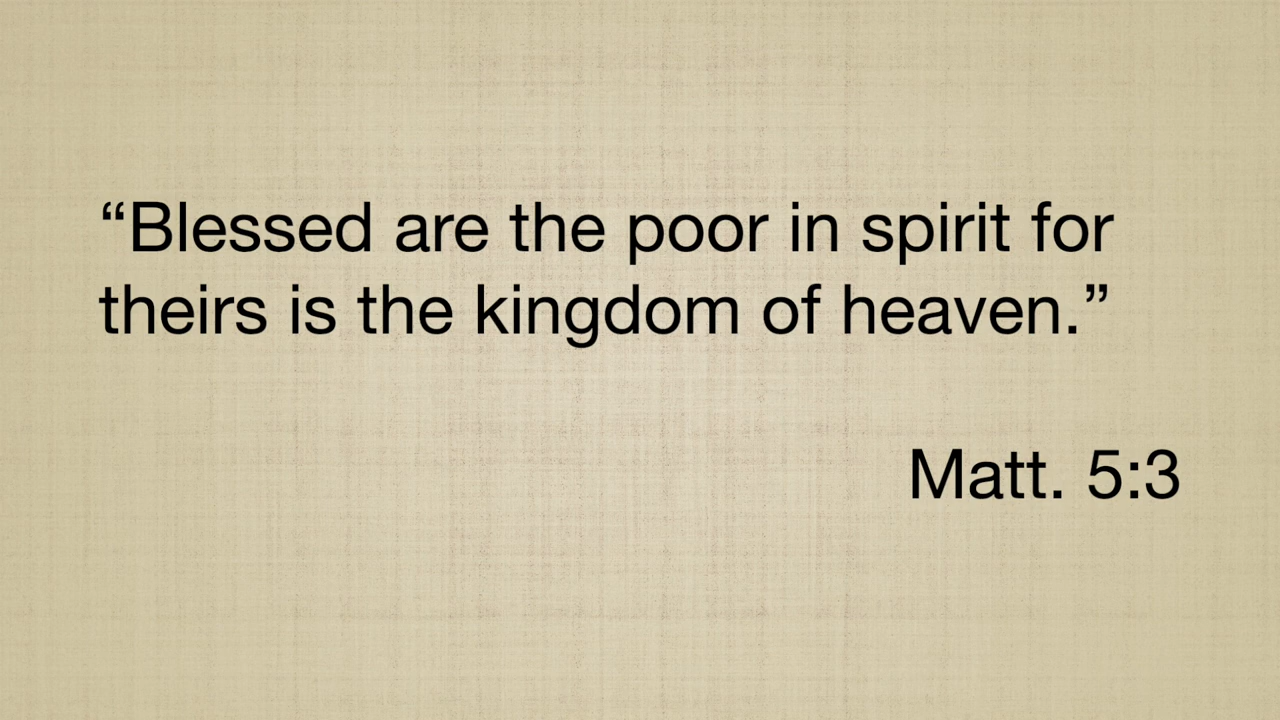 “Blessed are the poor in spirit for
theirs is the kingdom of heaven.”
Matt. 5:3